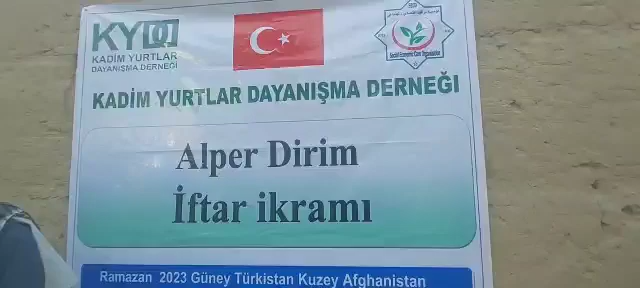 KYDD
KADİM YURTLAR
DAYANIŞMA DERNEĞİ
2020
KADİM YURTLAR DAYANIŞMA DERNEĞI
Alper Dirim
İftar ikramı
Ramazan 2023 Güney Türkistan Kuzey Afghanistan